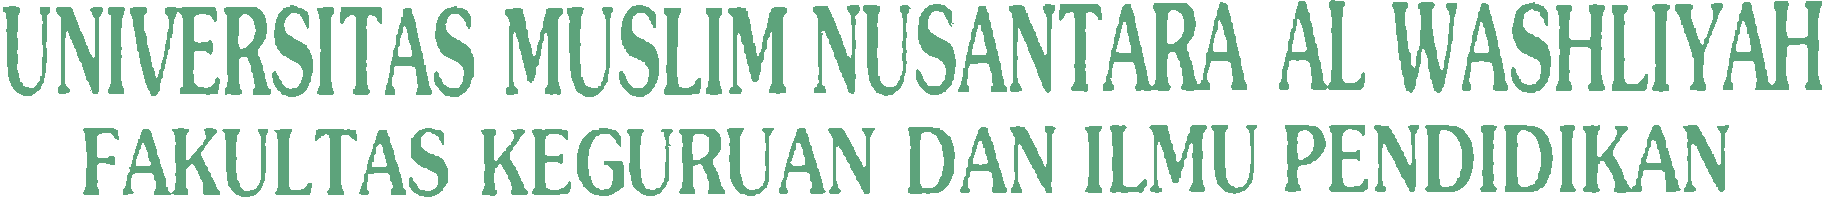 UNIVERSITAS MUSLIM NUSANTARA AL WASHLIYAH
FAKULTAS KEGURUAN DAN ILMU PENDIDIKAN